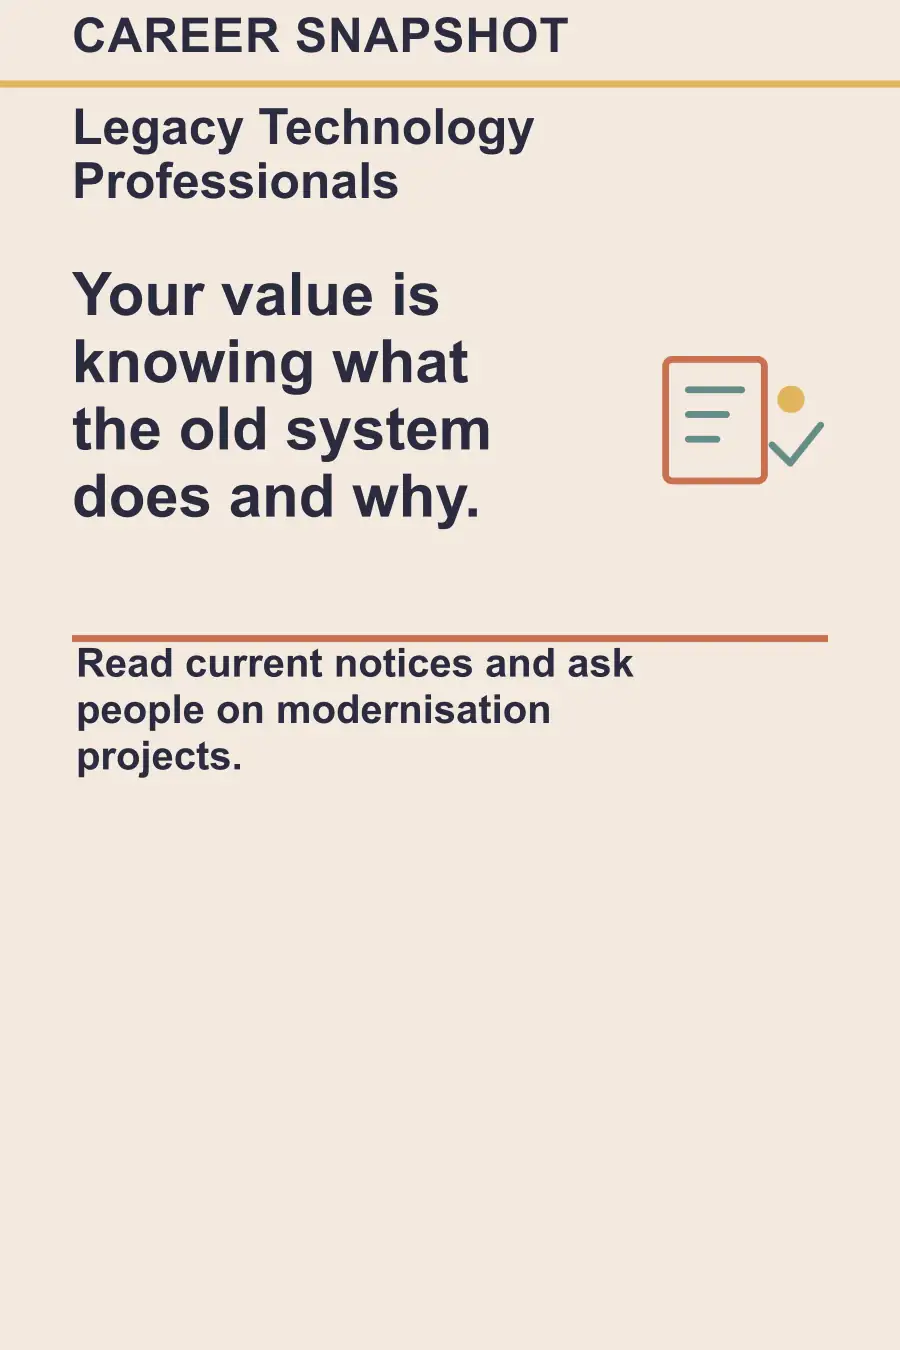 CAREER SNAPSHOT
Legacy Technology
Professionals
Your value is
knowing what
the old system
does and why.
Read current notices and ask
people on modernisation
projects.